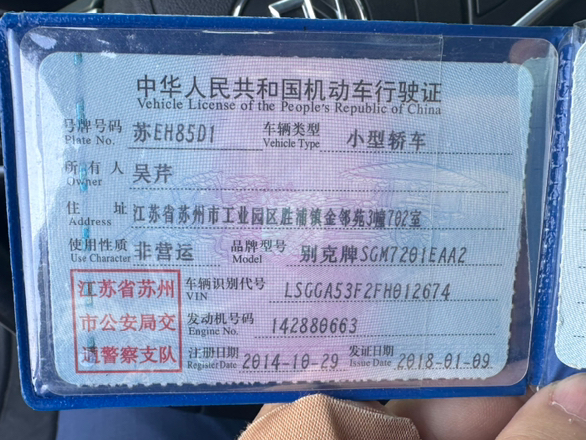 中华人民共和国机动车行驶证
Vehicle License of the People's Republic of China
号牌号码 苏EH85D1 车辆类型 小型轿车
Plate No. Vehicle Type
所有人 吴芹
Owner
住址 江苏省苏州市工业园区胜浦镇金邻苑3幢702室
Address
使用性质 非营运 品牌型号 别克牌SGM7201EAA2
Use Character Model
江苏省苏州 车辆识别代号 LSGGA53F2FH012674
VIN
市公安局交 发动机号码 142880663
Engine No.
通警察支队 注册日期 2014-10-29 发证日期 2018-01-09
Register Date Issue Date